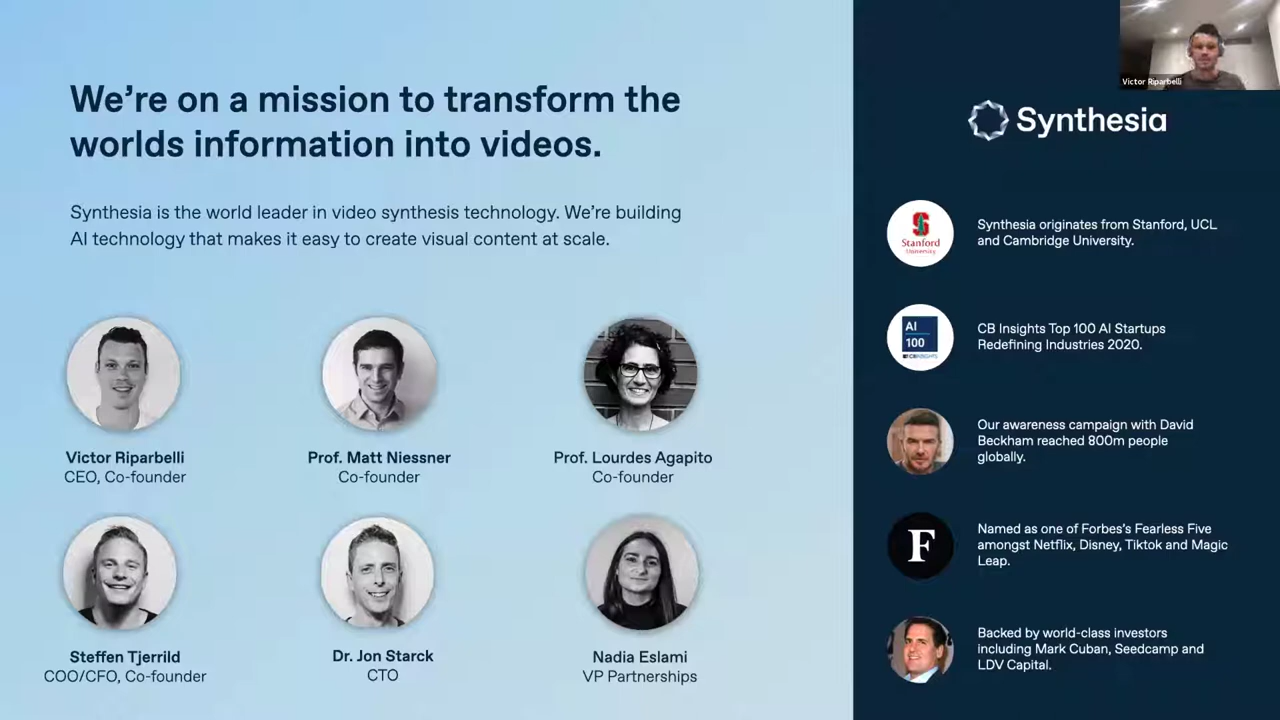 We’re on a mission to transform the
worlds information into videos.
Synthesia is the world leader in video synthesis technology. We’re building
AI technology that makes it easy to create visual content at scale.
Victor Riparbelli
CEO, Co-founder
Prof. Matt Niessner
Co-founder
Prof. Lourdes Agapito
Co-founder
Steffen Tjerrild
COO/CFO, Co-founder
Dr. Jon Starck
CTO
Nadia Eslami
VP Partnerships
Victor Riparbelli
Synthesia
S
Stanford
University
Synthesia originates from Stanford, UCL
and Cambridge University.
AI
100
CBINSIGHTS
CB Insights Top 100 AI Startups
Redefining Industries 2020.
Our awareness campaign with David
Beckham reached 800m people
globally.
F
Named as one of Forbes’s Fearless Five
amongst Netflix, Disney, Tiktok and Magic
Leap.
Backed by world-class investors
including Mark Cuban, Seedcamp and
LDV Capital.